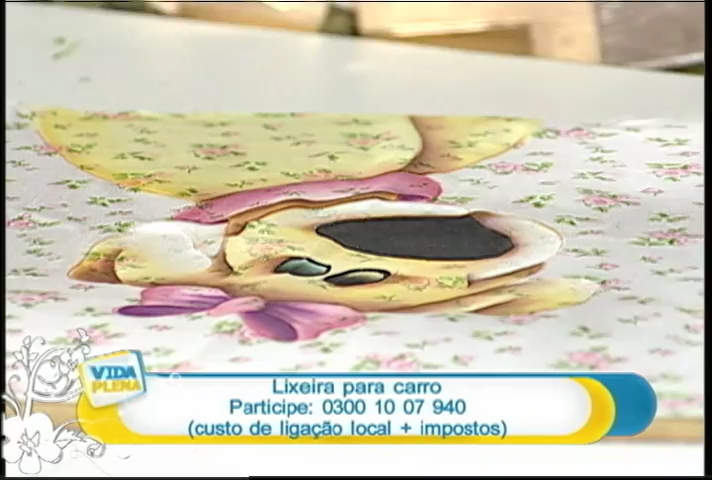 VIDA
PLENA
Lixeira para carro
Participe: 0300 10 07 940
(custo de ligação local + impostos)